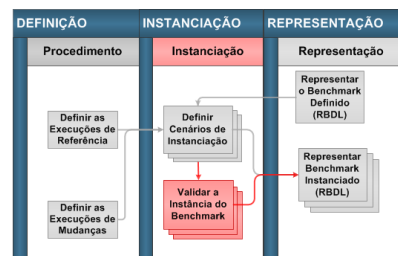 DEFINIÇÃO
INSTANCIAÇÃO
REPRESENTAÇÃO
Procedimento
Instanciação
Representação
Definir as
Execuções de
Referência
Definir as
Execuções de
Mudanças
Definir
Cenários de
Instanciação
Validar a
Instância do
Benchmark
Representar
o Benchmark
Definido
(RBDL)
Representar
Benchmark
Instanciado
(RBDL)